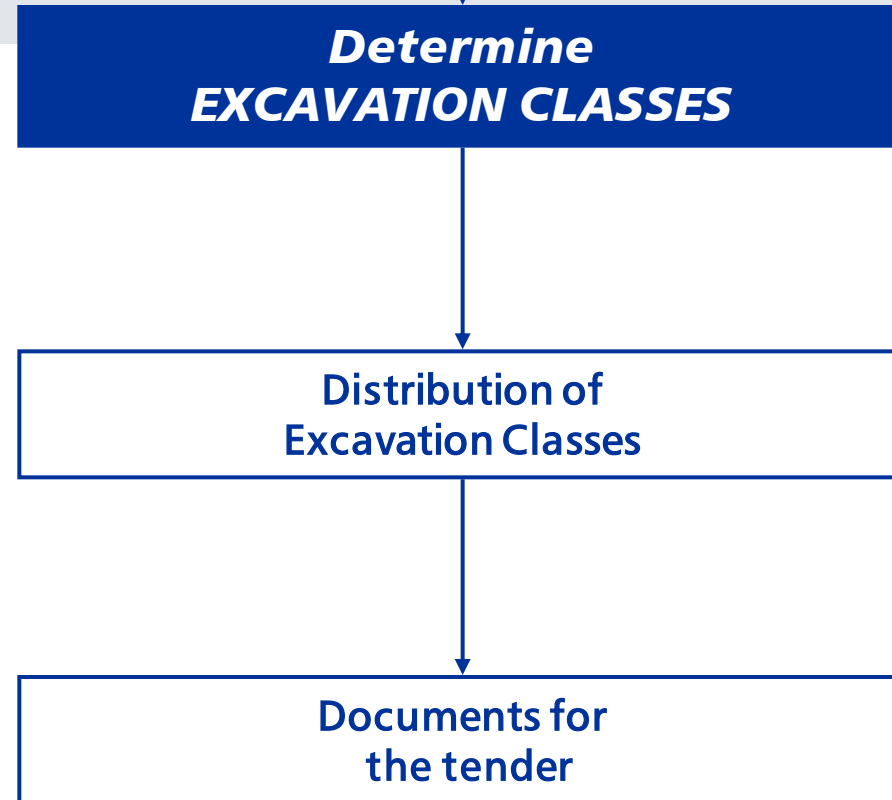 Determine
EXCAVATION CLASSES
Distribution of
Excavation Classes
Documents for
the tender